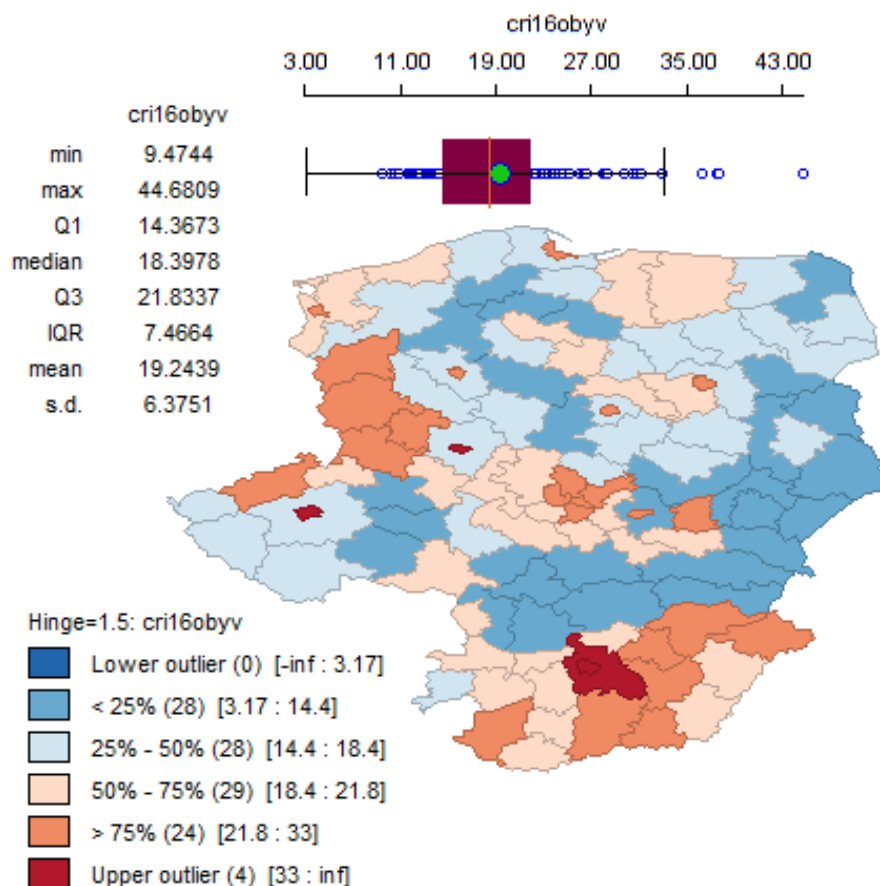 cri16obyv
3.00 11.00 19.00 27.00 35.00 43.00
cri16obyv
min 9.4744
max 44.6809
Q1 14.3673
median 18.3978
Q3 21.8337
IQR 7.4664
mean 19.2439
s.d. 6.3751
Hinge=1.5: cri16obyv
Lower outlier (0) [-inf : 3.17]
< 25% (28) [3.17 : 14.4]
25% - 50% (28) [14.4 : 18.4]
50% - 75% (29) [18.4 : 21.8]
> 75% (24) [21.8 : 33]
Upper outlier (4) [33 : inf]